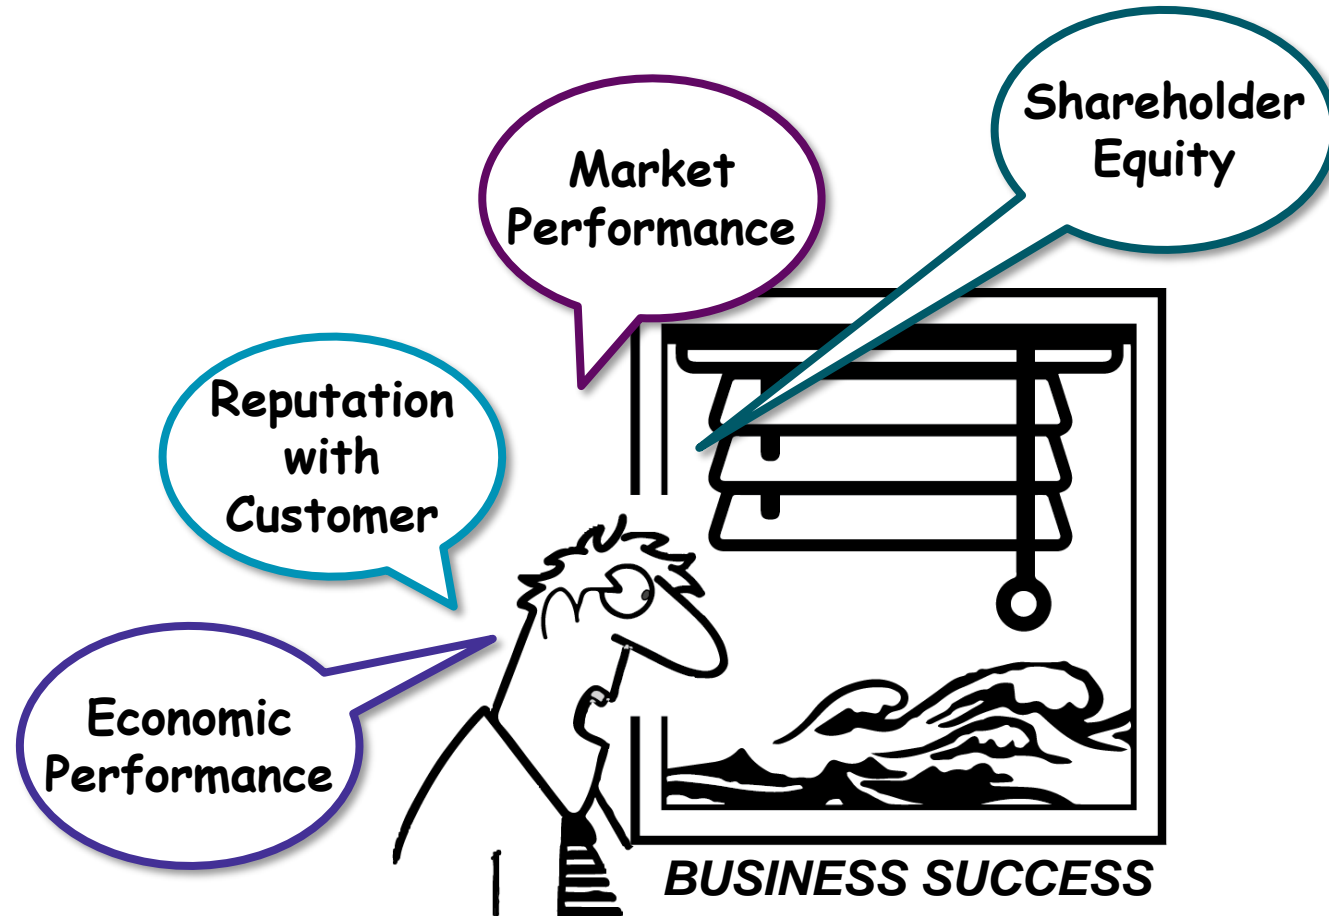 Shareholder
Equity
Market
Performance
Reputation
with
Customer
Economic
Performance
BUSINESS SUCCESS